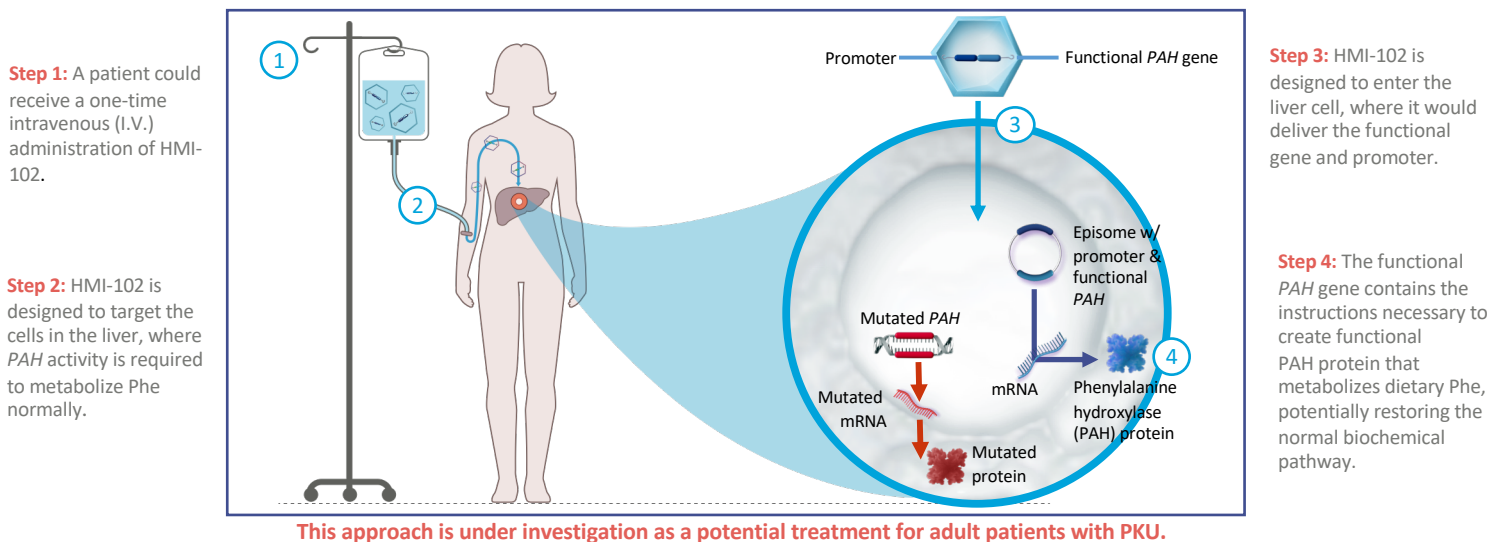 Step 1: A patient could
receive a one-time
intravenous (I.V.)
administration of HMI-
102.
Step 2: HMI-102 is
designed to target the
cells in the liver, where
PAH activity is required
to metabolize Phe
normally.
1
2
Promoter
Functional PAH gene
3
Episome w/
promoter &
functional
PAH
Mutated PAH
mRNA
4
Phenylalanine
hydroxylase
(PAH) protein
Mutated
mRNA
Mutated
protein
Step 3: HMI-102 is
designed to enter the
liver cell, where it would
deliver the functional
gene and promoter.
Step 4: The functional
PAH gene contains the
instructions necessary to
create functional
PAH protein that
metabolizes dietary Phe,
potentially restoring the
normal biochemical
pathway.
This approach is under investigation as a potential treatment for adult patients with PKU.